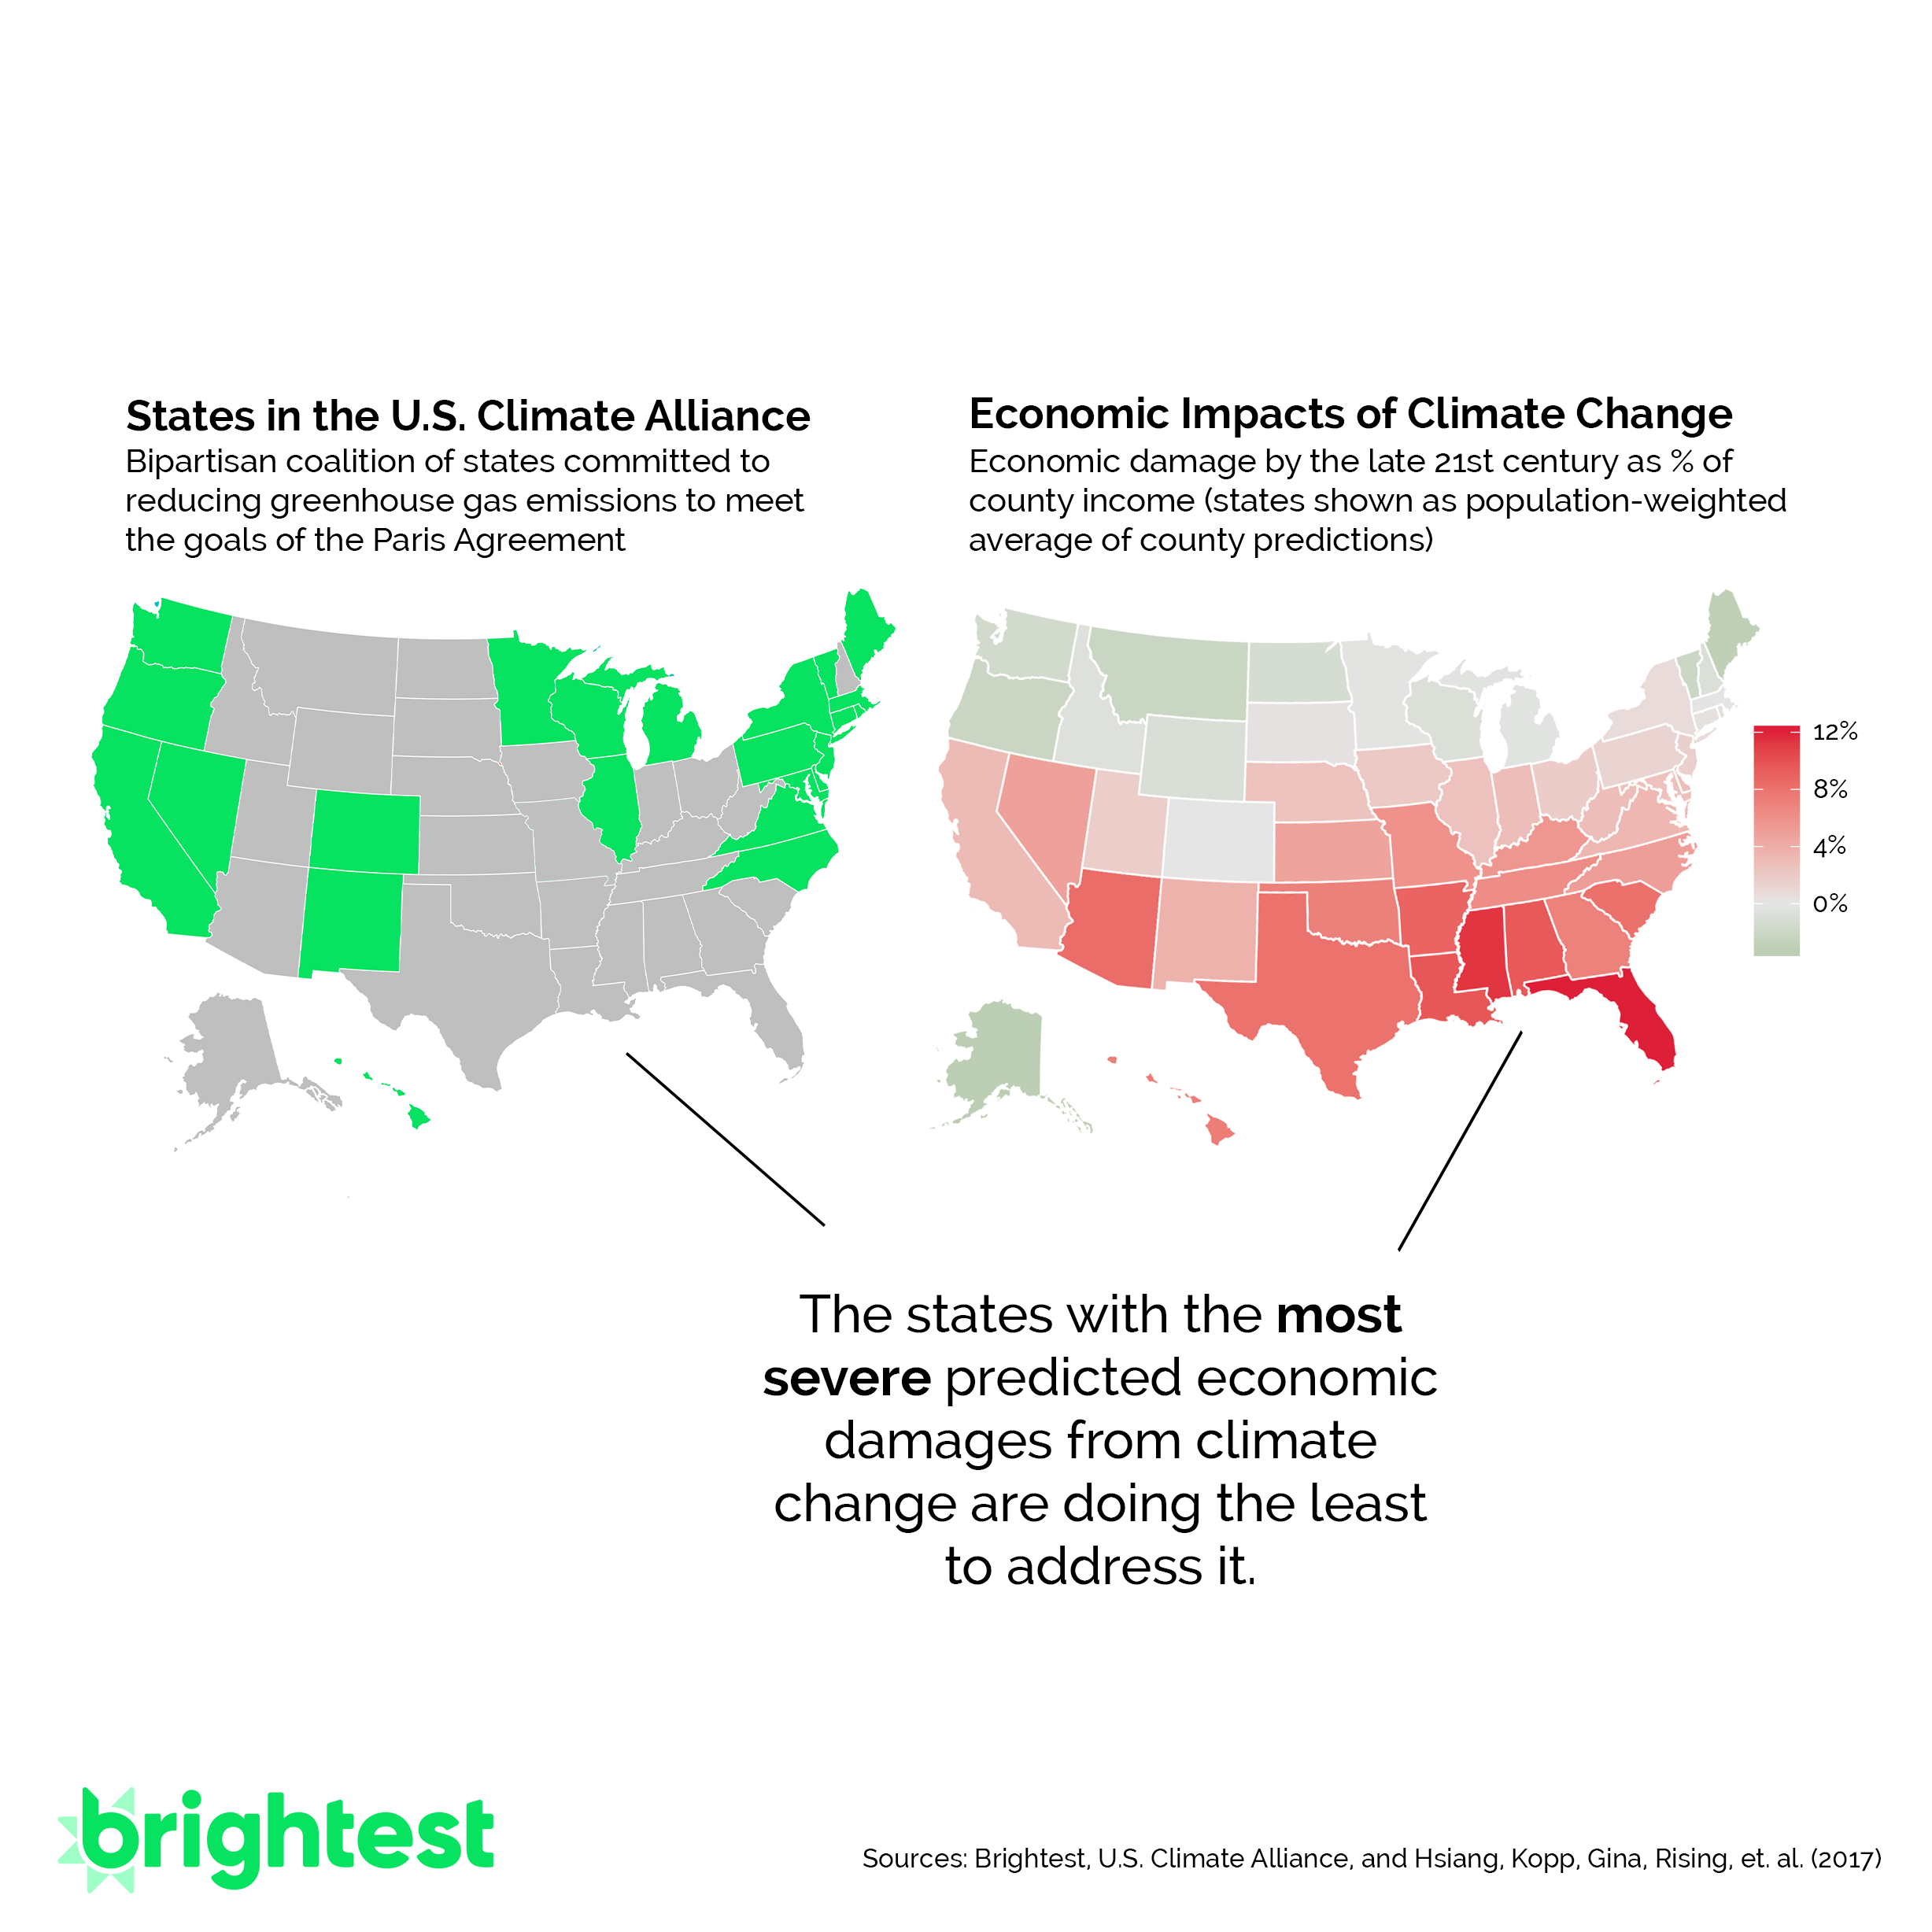 States in the U.S. Climate Alliance
Bipartisan coalition of states committed to
reducing greenhouse gas emissions to meet
the goals of the Paris Agreement
Economic Impacts of Climate Change
Economic damage by the late 21st century as % of
county income (states shown as population-weighted
average of county predictions)
12%
8%
4%
0%
The states with the most
severe predicted economic
damages from climate
change are doing the least
to address it.
brightest
Sources: Brightest, U.S. Climate Alliance, and Hsiang, Kopp, Gina, Rising, et. al. (2017)